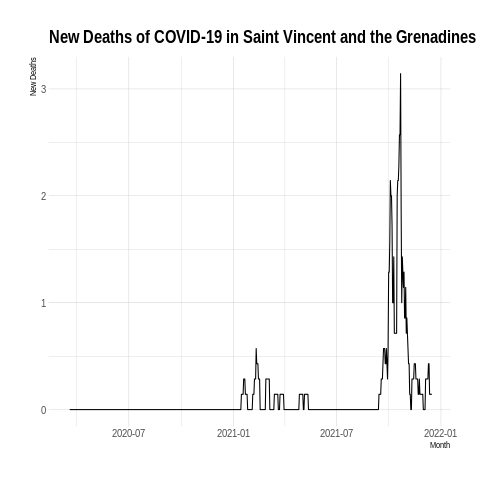 New Deaths of COVID-19 in Saint Vincent and the Grenadines
New Deaths
3
2
1
0
2020-07
2021-01
2021-07
2022-01
Month